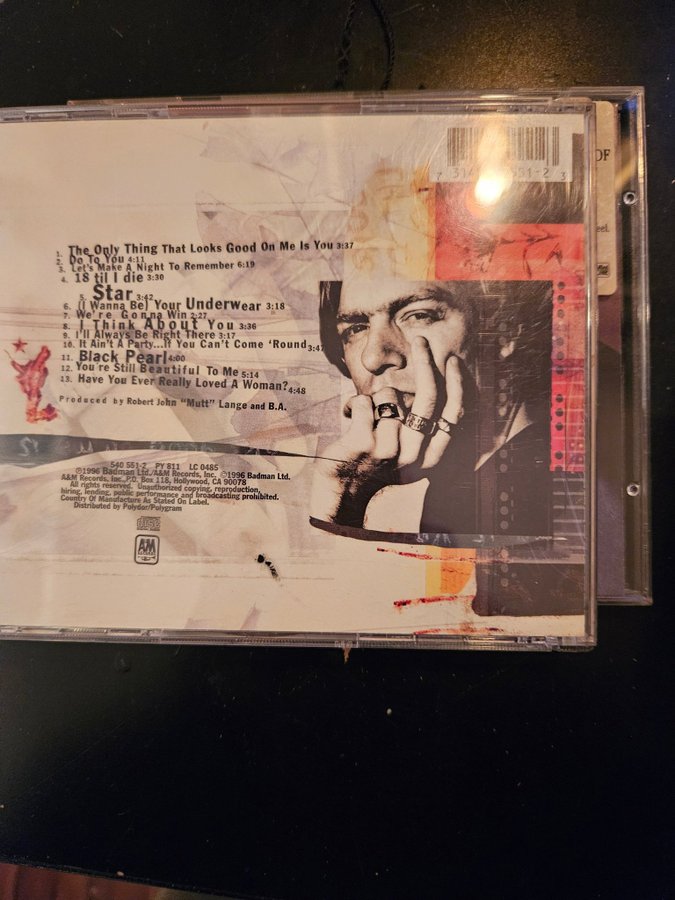 1. The Only Thing That Looks Good On Me Is You 3:37
2. Do To You 4:11
3. Let's Make A Night To Remember 6:19
4. 18 til I die 3:30
5. Star 3:42
6. (I Wanna Be) Your Underwear 3:18
7. We're Gonna Win 2:27
8. I Think About You 3:36
9. I'll Always Be Right There 3:17
10. It Ain't A Party...If You Can't Come 'Round 3:47
11. Black Pearl 4:00
12. You're Still Beautiful To Me 5:14
13. Have You Ever Really Loved A Woman? 4:48
Produced by Robert John "Mutt" Lange and B.A.
540 551-2 PY 811 LC 0485
℗1996 Badman Ltd./A&M Records, Inc. ©1996 Badman Ltd.
A&M Records, Inc., P.O. Box 118, Hollywood, CA 90078
All rights reserved. Unauthorized copying, reproduction,
hiring, lending, public performance and broadcasting prohibited.
Country Of Manufacture As Stated On Label.
Distributed by Polydor/Polygram
disc
A&M
OF